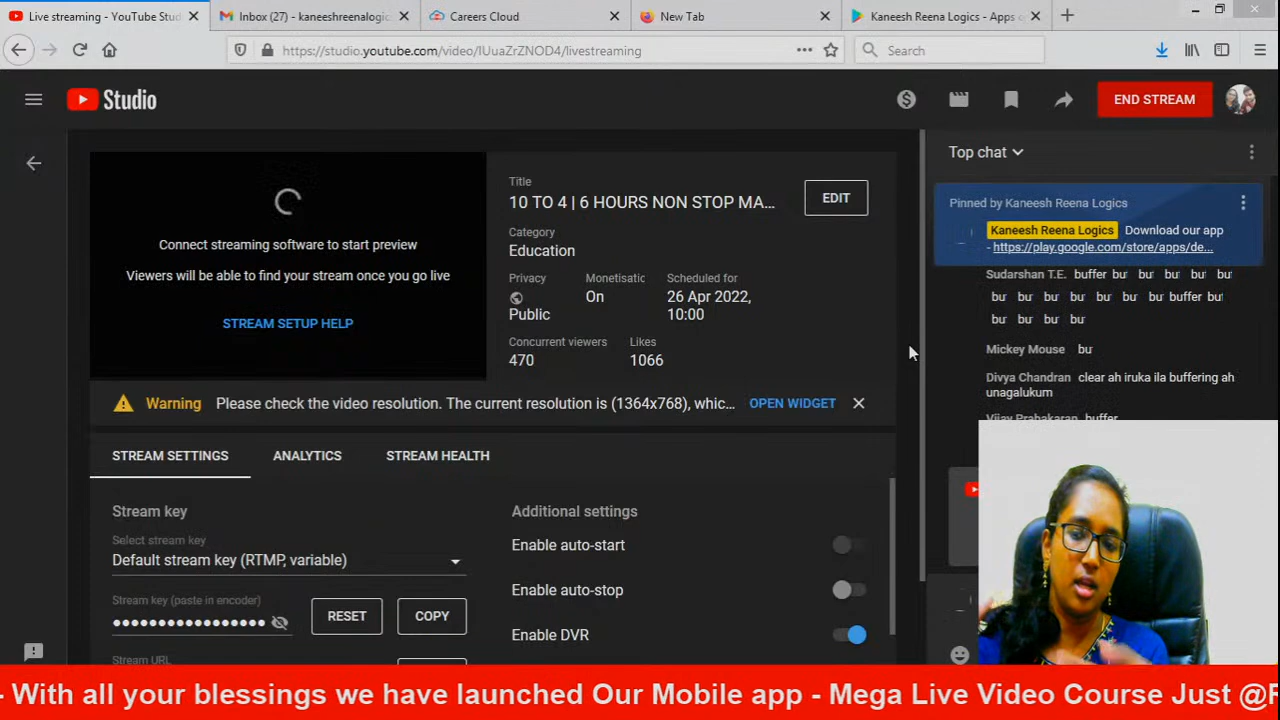 Live streaming - YouTube Stud
Inbox (27) - kaneeshreenalogic
Careers Cloud
New Tab
Kaneesh Reena Logics - Apps o
https://studio.youtube.com/video/IUuaZrZNOD4/livestreaming
Search
Studio
END STREAM
Connect streaming software to start preview
Viewers will be able to find your stream once you go live
STREAM SETUP HELP
Title
10 TO 4 | 6 HOURS NON STOP MA...
EDIT
Category
Education
Privacy
Public
Monetisatic
On
Scheduled for
26 Apr 2022,
10:00
Concurrent viewers
470
Likes
1066
Warning Please check the video resolution. The current resolution is (1364x768), whic...
OPEN WIDGET
STREAM SETTINGS
ANALYTICS
STREAM HEALTH
Stream key
Select stream key
Default stream key (RTMP, variable)
Stream key (paste in encoder)
RESET
COPY
Stream URL
Additional settings
Enable auto-start
Enable auto-stop
Enable DVR
Top chat
Pinned by Kaneesh Reena Logics
Kaneesh Reena Logics Download our app
- https://play.google.com/store/apps/de...
Sudarshan T.E. buffer bu bu bu bu bu
bu bu bu bu bu bu bu buffer buf
bu bu bu bu
Mickey Mouse bu
Divya Chandran clear ah iruka ila buffering ah
unagalukum
Vijay Prabakaran buffer
- With all your blessings we have launched Our Mobile app - Mega Live Video Course Just @